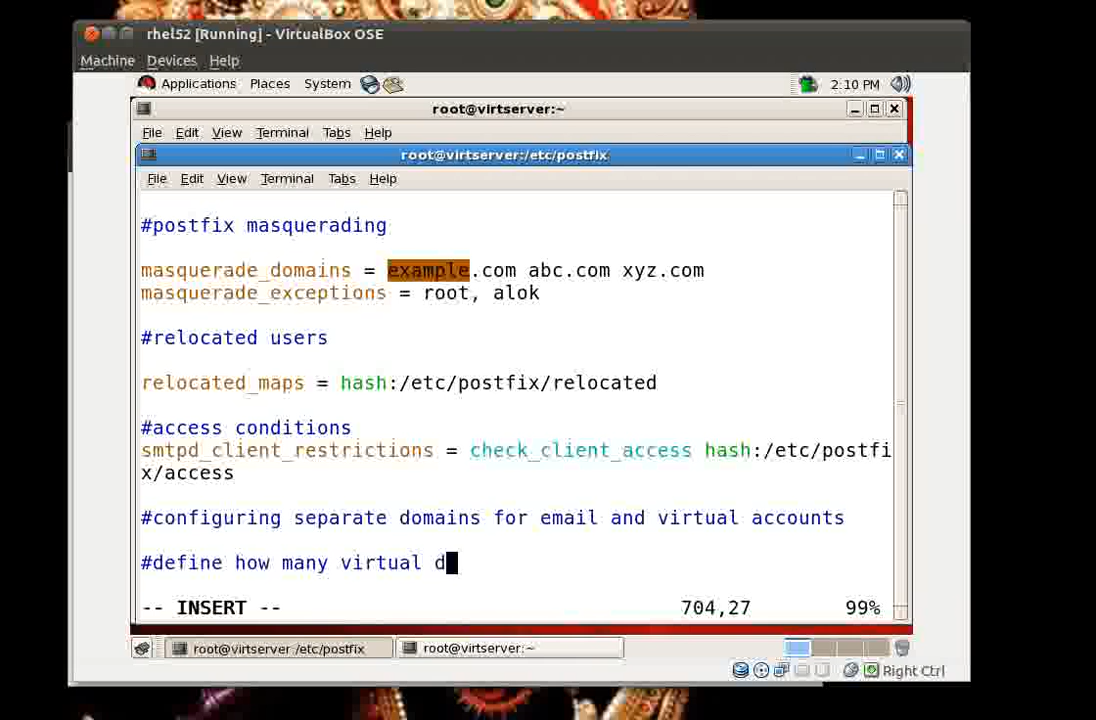 rhel52 [Running] - VirtualBox OSE
Machine Devices Help
Applications Places System 2:10 PM
root@virtserver:~
File Edit View Terminal Tabs Help
root@virtserver:/etc/postfix
File Edit View Terminal Tabs Help
#postfix masquerading
masquerade_domains = example.com abc.com xyz.com
masquerade_exceptions = root, alok
#relocated users
relocated_maps = hash:/etc/postfix/relocated
#access conditions
smtpd_client_restrictions = check_client_access hash:/etc/postfi
x/access
#configuring separate domains for email and virtual accounts
#define how many virtual d
-- INSERT -- 704,27 99%
root@virtserver:/etc/postfix root@virtserver:~
Right Ctrl